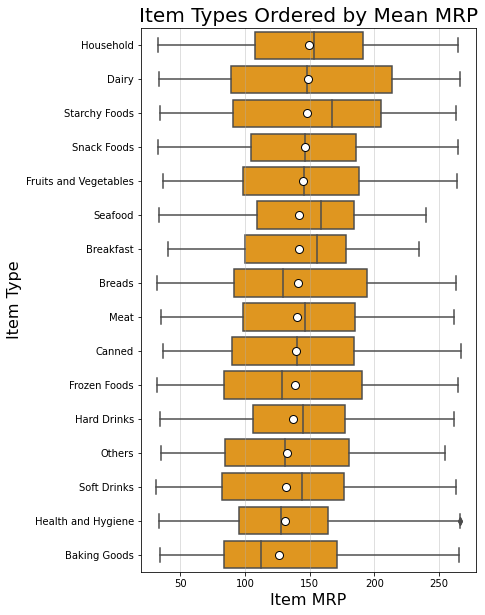 Item Types Ordered by Mean MRP
Household
Dairy
Starchy Foods
Snack Foods
Fruits and Vegetables
Seafood
Breakfast
Breads
Meat
Canned
Frozen Foods
Hard Drinks
Others
Soft Drinks
Health and Hygiene
Baking Goods
Item Type
50 100 150 200 250
Item MRP